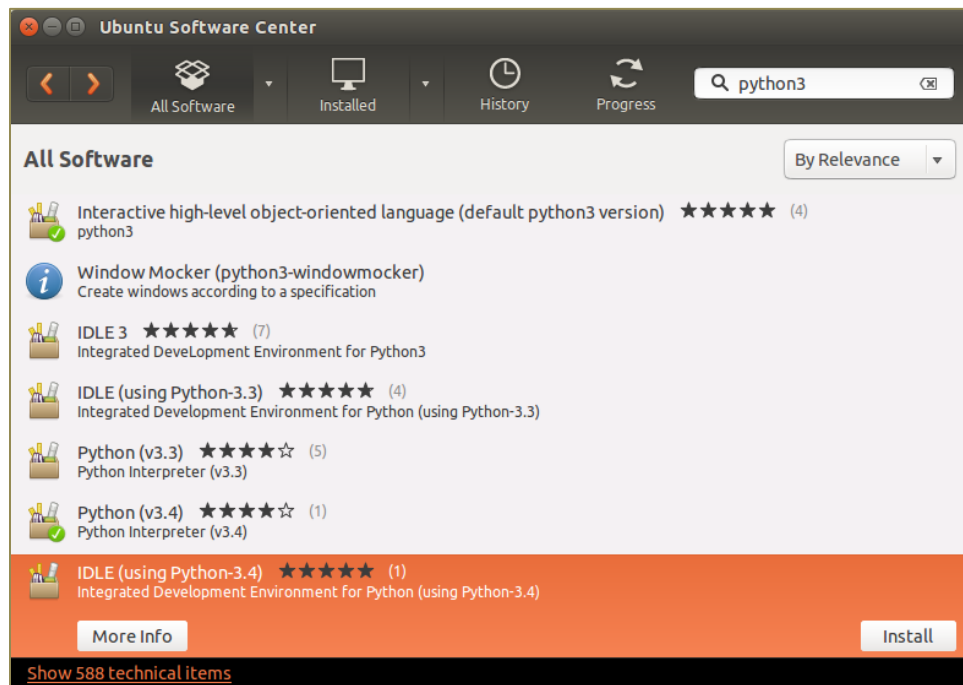 Ubuntu Software Center
All Software
Installed
History
Progress
python3
All Software
By Relevance
Interactive high-level object-oriented language (default python3 version) (4)
python3
Window Mocker (python3-windowmocker)
Create windows according to a specification
IDLE 3 (7)
Integrated DeveLopment Environment for Python3
IDLE (using Python-3.3) (4)
Integrated Development Environment for Python (using Python-3.3)
Python (v3.3) (5)
Python Interpreter (v3.3)
Python (v3.4) (1)
Python Interpreter (v3.4)
IDLE (using Python-3.4) (1)
Integrated Development Environment for Python (using Python-3.4)
More Info
Install
Show 588 technical items